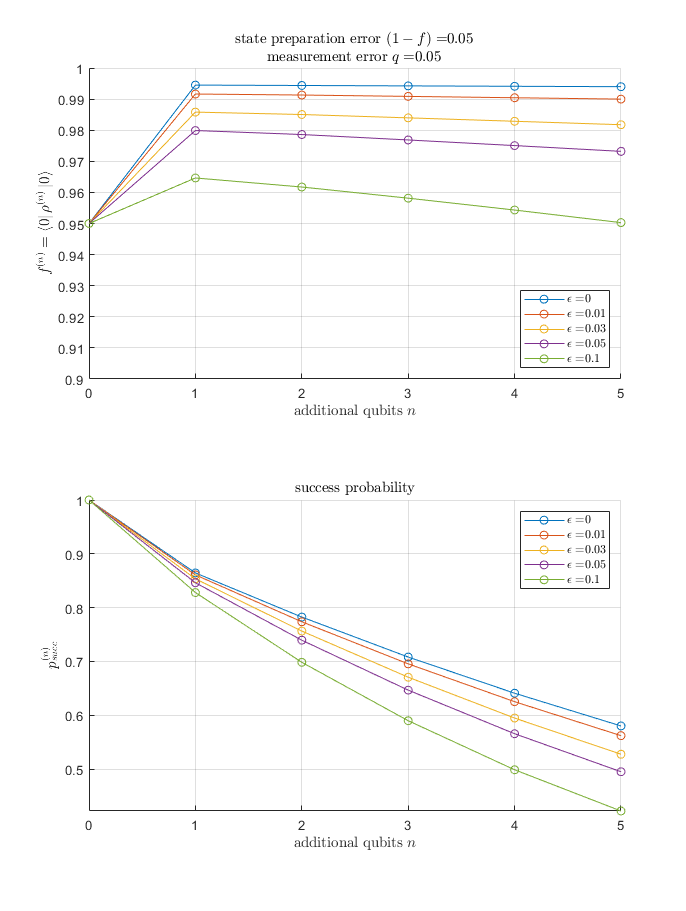 state preparation error (1 − f) =0.05
measurement error q =0.05
1
0.99
0.98
0.97
0.96
0.95
0.94
0.93
0.92
0.91
0.9
f⁽ⁿ⁾ = ⟨0| ρ⁽ⁿ⁾ |0⟩
ϵ =0
ϵ =0.01
ϵ =0.03
ϵ =0.05
ϵ =0.1
0 1 2 3 4 5
additional qubits n
success probability
1
0.9
0.8
0.7
0.6
0.5
p_{succ}^{(n)}
ϵ =0
ϵ =0.01
ϵ =0.03
ϵ =0.05
ϵ =0.1
0 1 2 3 4 5
additional qubits n